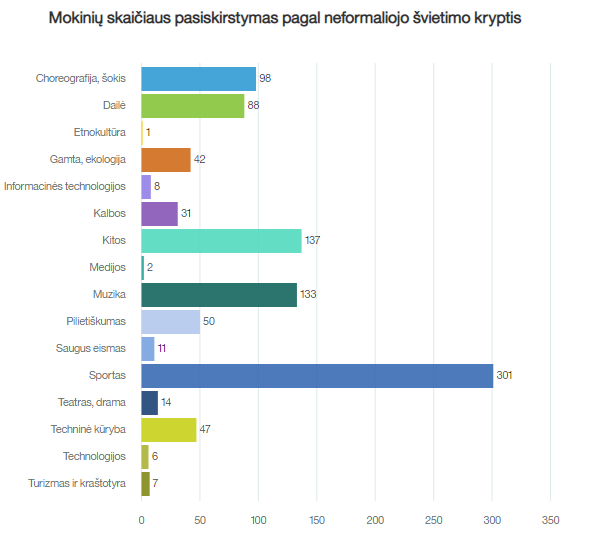 Mokinių skaičiaus pasiskirstymas pagal neformaliojo švietimo kryptis
Choreografija, šokis 98
Dailė 88
Etnokultūra 1
Gamta, ekologija 42
Informacinės technologijos 8
Kalbos 31
Kitos 137
Medijos 2
Muzika 133
Pilietiškumas 50
Saugus eismas 11
Sportas 301
Teatras, drama 14
Techninė kūryba 47
Technologijos 6
Turizmas ir kraštotyra 7
0 50 100 150 200 250 300 350